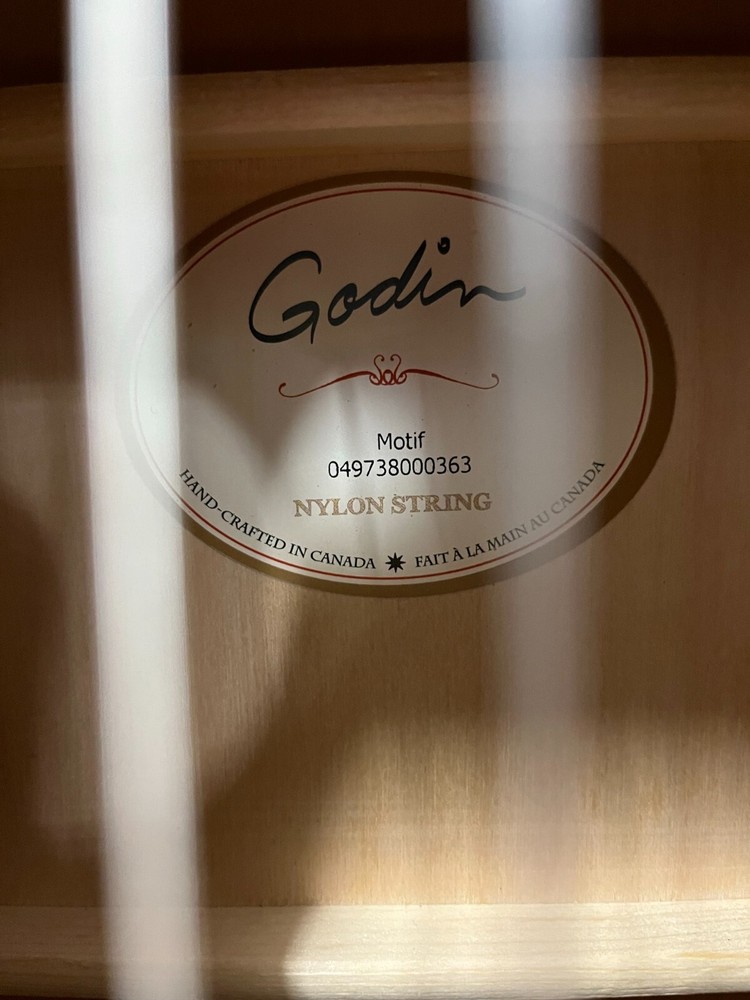 Godin
Motif
049738000363
NYLON STRING
HAND-CRAFTED IN CANADA ✷ FAIT À LA MAIN AU CANADA